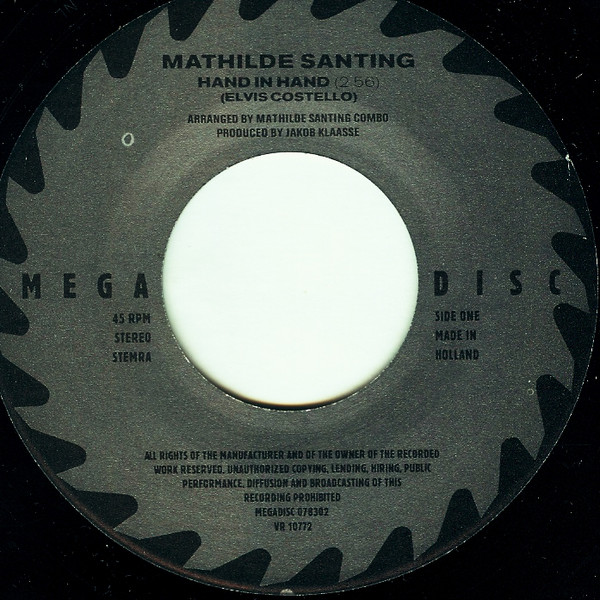 MATHILDE SANTING
HAND IN HAND (2:56)
(ELVIS COSTELLO)
ARRANGED BY MATHILDE SANTING COMBO
PRODUCED BY JAKOB KLAASSE
MEGA DISC
45 RPM
STEREO
STEMRA
SIDE ONE
MADE IN
HOLLAND
ALL RIGHTS OF THE MANUFACTURER AND OF THE OWNER OF THE RECORDED
WORK RESERVED. UNAUTHORIZED COPYING, LENDING, HIRING, PUBLIC
PERFORMANCE, DIFFUSION AND BROADCASTING OF THIS
RECORDING PROHIBITED
MEGADISC 078302
VR 10772